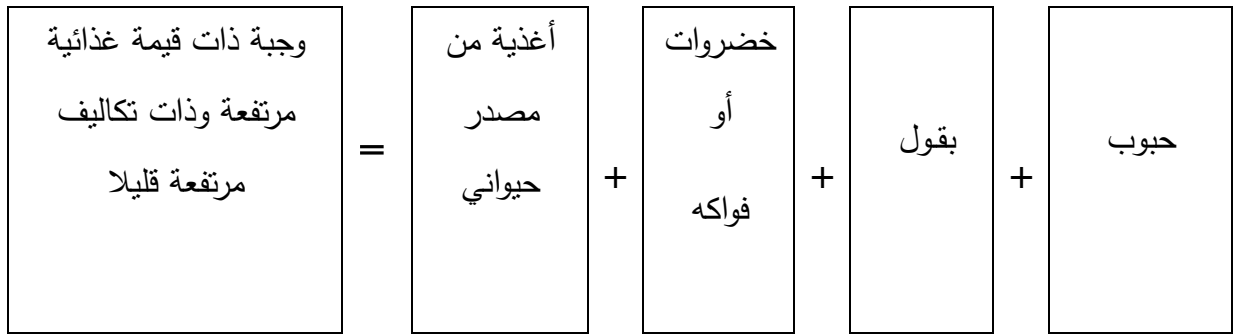 حبوب
+
بقول
+
خضروات
أو
فواكه
+
أغذية من
مصدر
حيواني
=
وجبة ذات قيمة غذائية
مرتفعة وذات تكاليف
مرتفعة قليلا